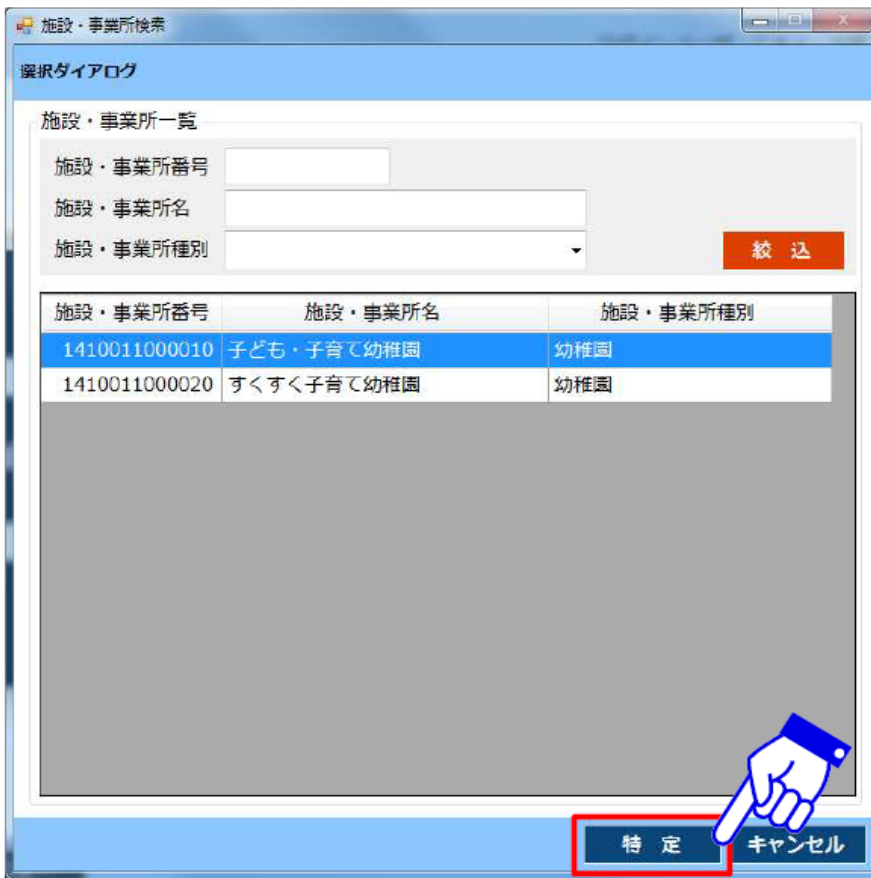 施設・事業所検索
選択ダイアログ
施設・事業所一覧
施設・事業所番号
施設・事業所名
施設・事業所種別
絞 込
施設・事業所番号 施設・事業所名 施設・事業所種別
1410011000010 子ども・子育て幼稚園 幼稚園
1410011000020 すくすく子育て幼稚園 幼稚園
特 定 キャンセル